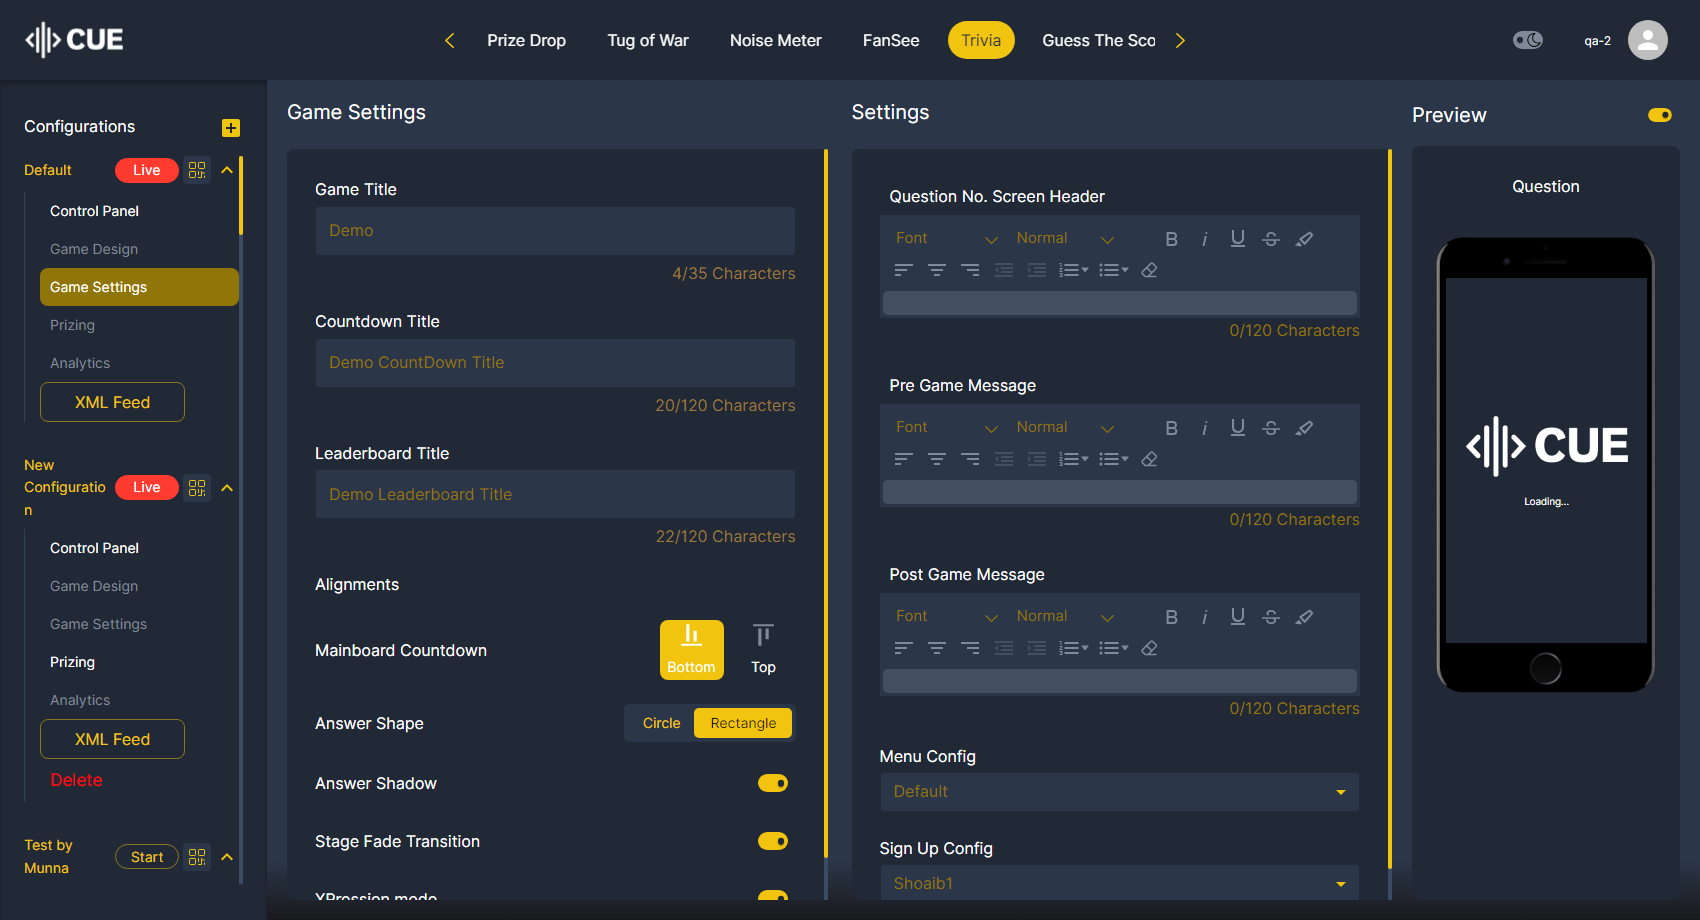 CUE
Prize Drop
Tug of War
Noise Meter
FanSee
Trivia
Guess The Sco
qa-2
Configurations
Default
Live
Control Panel
Game Design
Game Settings
Prizing
Analytics
XML Feed
New
Configuratio
n
Live
Control Panel
Game Design
Game Settings
Prizing
Analytics
XML Feed
Delete
Test by
Munna
Start
Game Settings
Game Title
Demo
4/35 Characters
Countdown Title
Demo CountDown Title
20/120 Characters
Leaderboard Title
Demo Leaderboard Title
22/120 Characters
Alignments
Mainboard Countdown
Bottom
Top
Answer Shape
Circle
Rectangle
Answer Shadow
Stage Fade Transition
XPression mode
Settings
Question No. Screen Header
Font
Normal
B i U S
0/120 Characters
Pre Game Message
Font
Normal
B i U S
0/120 Characters
Post Game Message
Font
Normal
B i U S
0/120 Characters
Menu Config
Default
Sign Up Config
Shoaib1
Preview
Question
CUE
Loading...